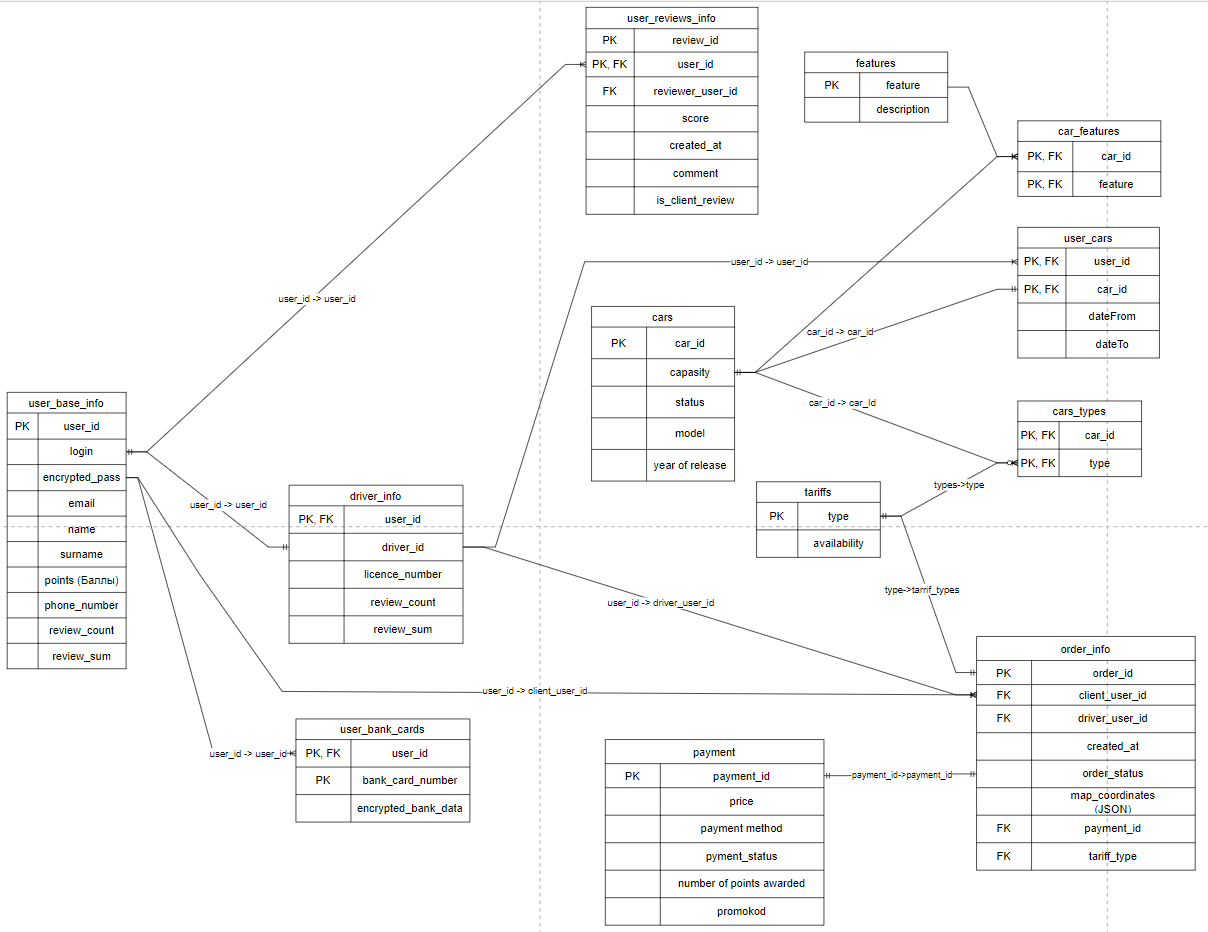 user_reviews_info
PK review_id
PK, FK user_id
FK reviewer_user_id
score
created_at
comment
is_client_review
features
PK feature
description
car_features
PK, FK car_id
PK, FK feature
user_cars
PK, FK user_id
PK, FK car_id
dateFrom
dateTo
user_id -> user_id
user_id -> user_id
cars
PK car_id
capasity
status
model
year of release
car_id -> car_id
car_id -> car_Id
cars_types
PK, FK car_id
PK, FK type
user_base_info
PK user_id
login
encrypted_pass
email
name
surname
points (Баллы)
phone_number
review_count
review_sum
user_id -> user_id
driver_info
PK, FK user_id
driver_id
licence_number
review_count
review_sum
types->type
tariffs
PK type
availability
type->tarrif_types
user_id -> driver_user_id
user_id -> client_user_id
order_info
PK order_id
FK client_user_id
FK driver_user_id
created_at
order_status
map_coordinates
(JSON)
FK payment_id
FK tariff_type
user_id -> user_id
user_bank_cards
PK, FK user_id
PK bank_card_number
encrypted_bank_data
payment
PK payment_id
price
payment method
pyment_status
number of points awarded
promokod
payment_id->payment_id